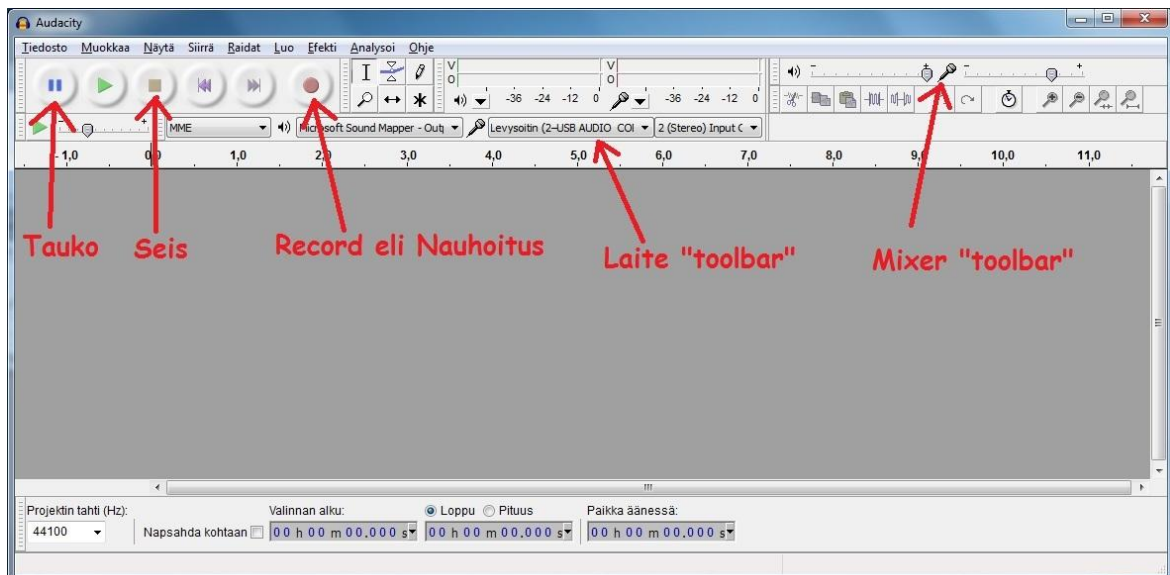 Audacity
Tiedosto Muokkaa Näytä Siirrä Raidat Luo Efekti Analysoi Ohje
V V
O O
-36 -24 -12 0 -36 -24 -12 0
MME Microsoft Sound Mapper - Outp Levysoitin (2-USB AUDIO COI 2 (Stereo) Input C
- 1,0 0,0 1,0 2,0 3,0 4,0 5,0 6,0 7,0 8,0 9,0 10,0 11,0
Tauko Seis Record eli Nauhoitus Laite "toolbar" Mixer "toolbar"
Projektin tahti (Hz): Valinnan alku: Loppu Pituus Paikka äänessä:
44100 Napsahda kohtaan 00 h 00 m 00,000 s 00 h 00 m 00,000 s 00 h 00 m 00,000 s